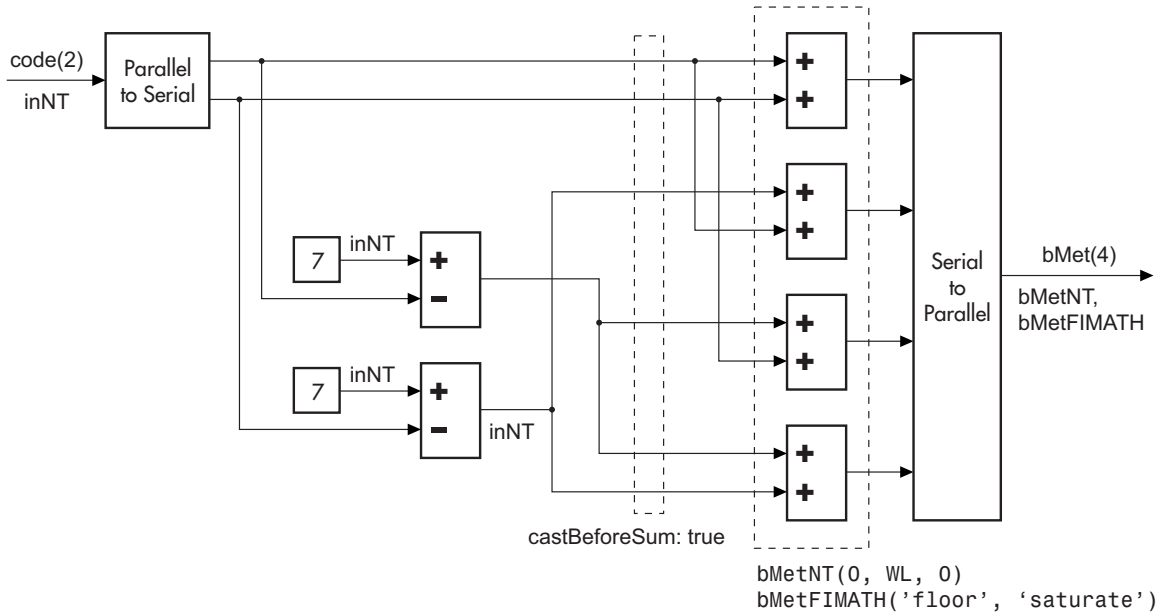 code(2)
inNT
Parallel
to Serial
+
+
+
+
7
inNT
+
−
7
inNT
+
−
inNT
+
+
+
+
Serial
to
Parallel
bMet(4)
bMetNT,
bMetFIMATH
castBeforeSum: true
bMetNT(0, WL, 0)
bMetFIMATH('floor', ‘saturate’)